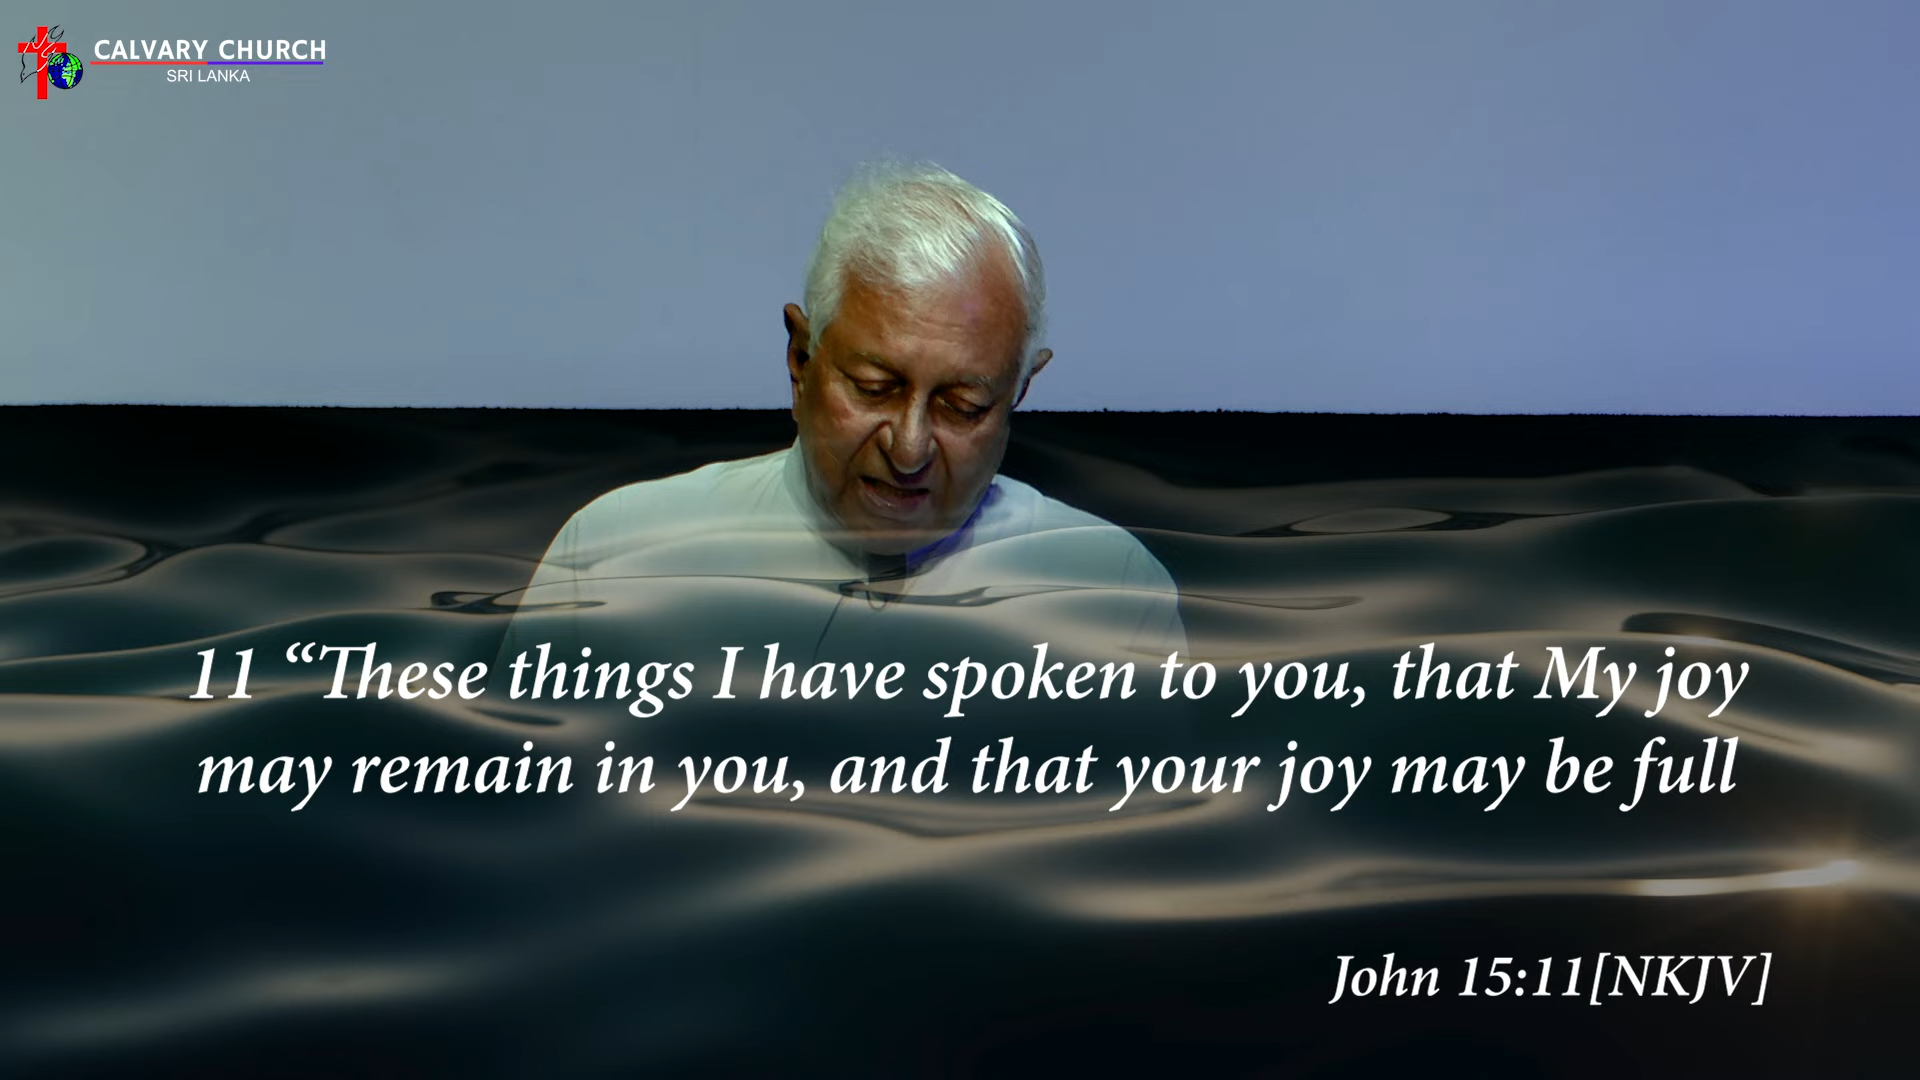 CALVARY CHURCH
SRI LANKA
11 “These things I have spoken to you, that My joy
may remain in you, and that your joy may be full
John 15:11[NKJV]